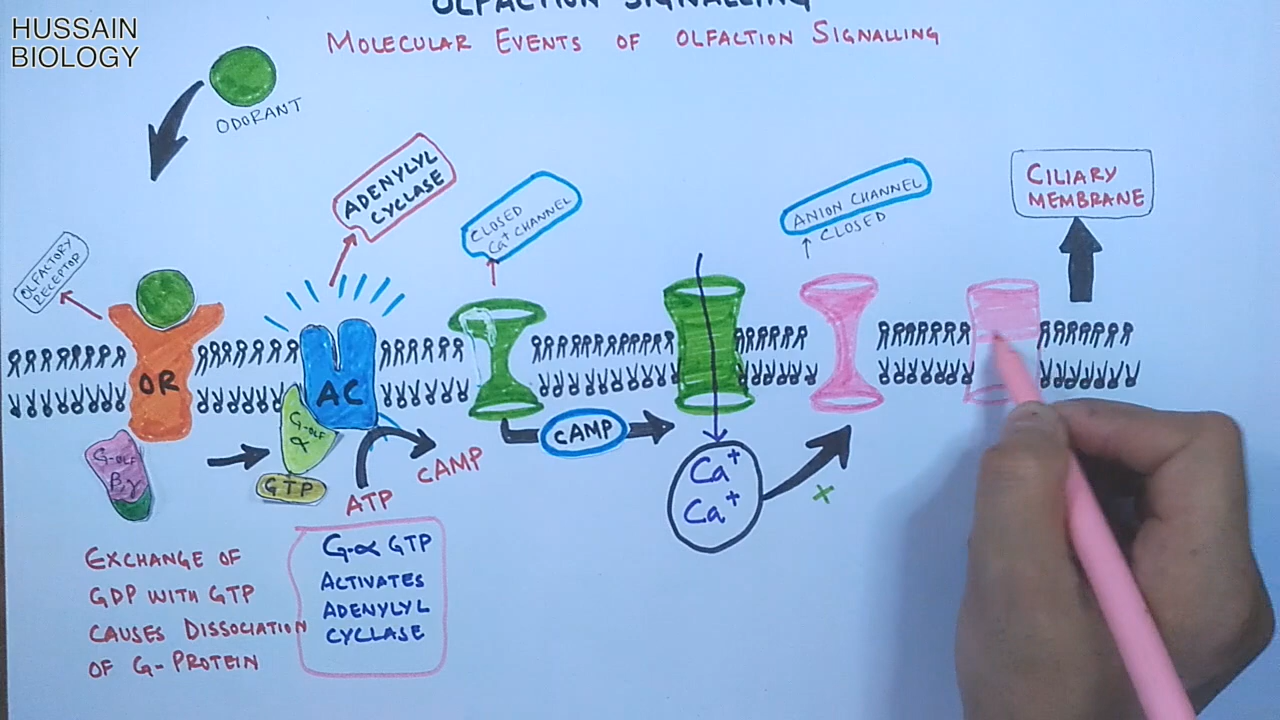 HUSSAIN
BIOLOGY
OLFACTION SIGNALLING
MOLECULAR EVENTS OF OLFACTION SIGNALLING
ODORANT
ADENYLYL
CYCLASE
CLOSED
Ca+ CHANNEL
ANION CHANNEL
CLOSED
CILIARY
MEMBRANE
OLFACTORY
RECEPTOR
OR
AC
G-OLF
α
GTP
G-OLF
βγ
ATP
CAMP
CAMP
Ca+
Ca+
+
EXCHANGE OF
GDP WITH GTP
CAUSES DISSOCIATION
OF G-PROTEIN
G-α GTP
ACTIVATES
ADENYLYL
CYCLASE